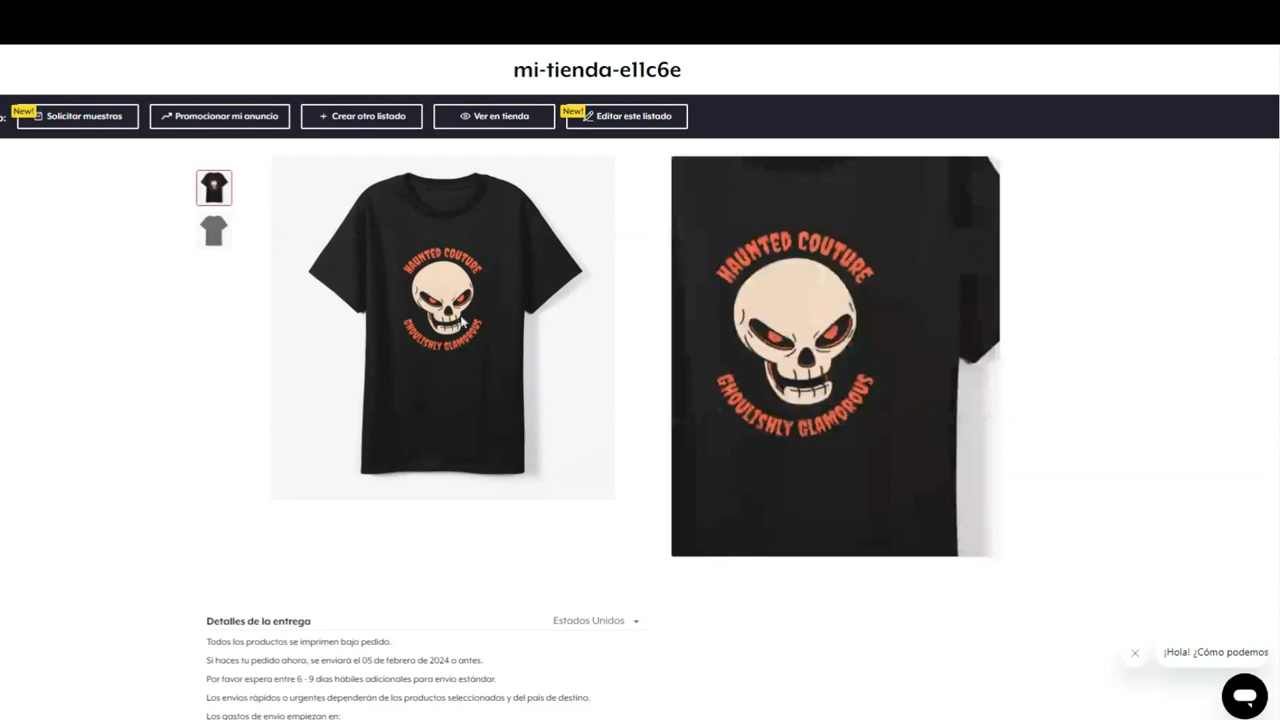 mi-tienda-e11c6e
o:
New!
Solicitar muestras
Promocionar mi anuncio
+ Crear otro listado
Ver en tienda
New!
Editar este listado
HAUNTED COUTURE
GHOULISHLY GLAMOROUS
HAUNTED COUTURE
GHOULISHLY GLAMOROUS
Detalles de la entrega
Estados Unidos
Todos los productos se imprimen bajo pedido.
Si haces tu pedido ahora, se enviará el 05 de febrero de 2024 o antes.
Por favor espera entre 6 - 9 días hábiles adicionales para envio estándar.
Los envíos rápidos o urgentes dependerán de los productos seleccionados y del país de destino.
Los gastos de envío empiezan en:
¡Hola! ¿Cómo podemos